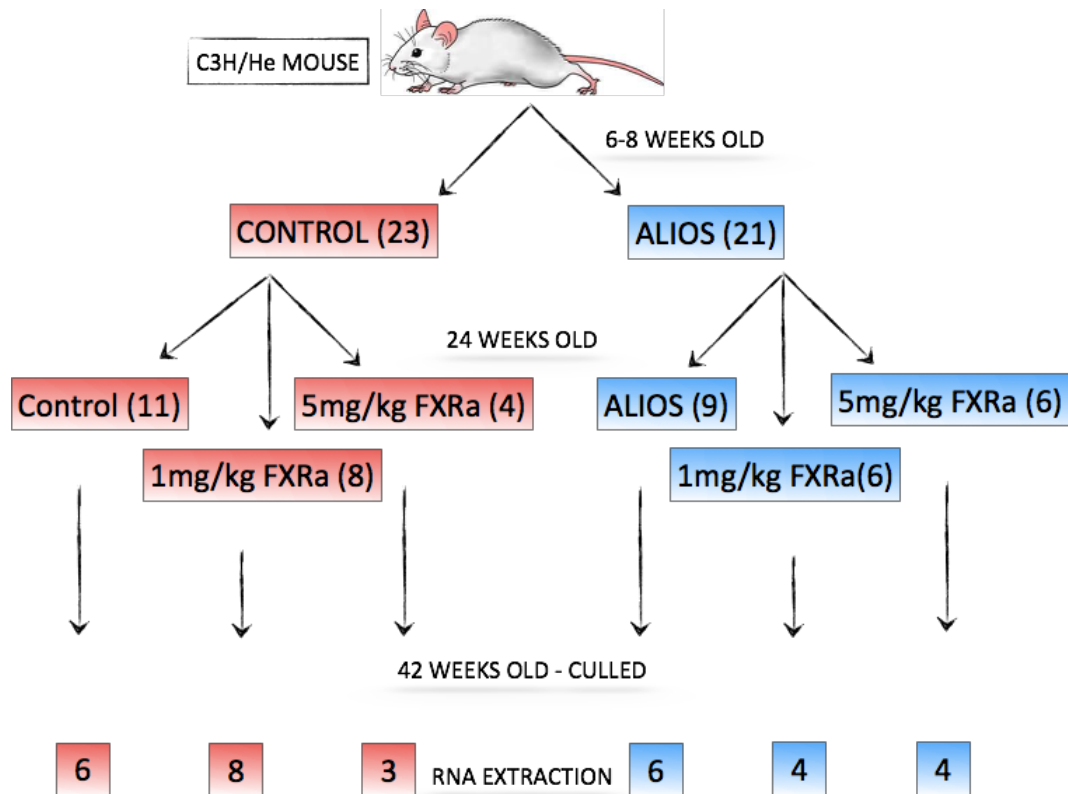 C3H/He MOUSE
6-8 WEEKS OLD
CONTROL (23)
ALIOS (21)
24 WEEKS OLD
Control (11)
5mg/kg FXRa (4)
ALIOS (9)
5mg/kg FXRa (6)
1mg/kg FXRa (8)
1mg/kg FXRa(6)
42 WEEKS OLD - CULLED
6
8
3
RNA EXTRACTION
6
4
4